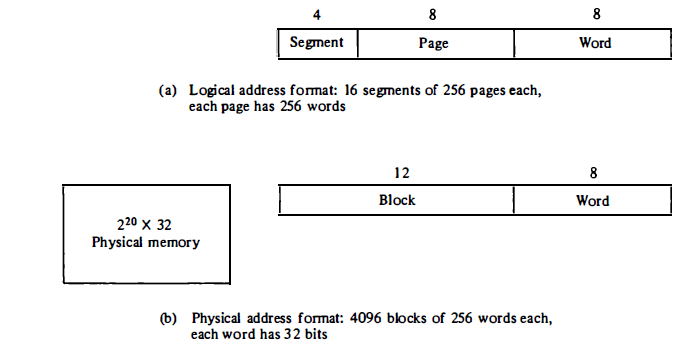 4 8 8
Segment Page Word
(a) Logical address format: 16 segments of 256 pages each,
each page has 256 words
12 8
Block Word
2²⁰ X 32
Physical memory
(b) Physical address format: 4096 blocks of 256 words each,
each word has 32 bits